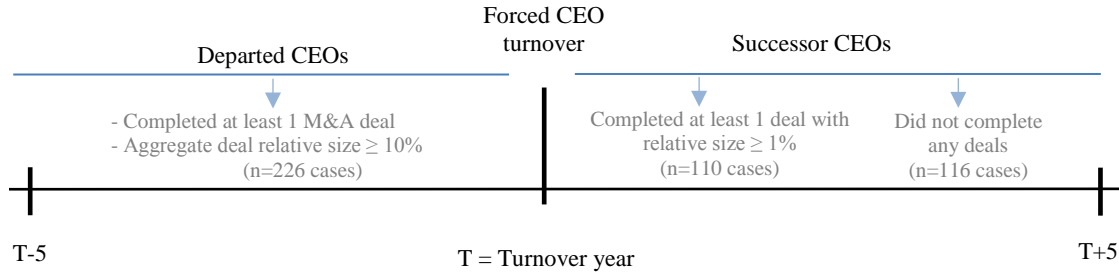 Forced CEO
turnover
Departed CEOs
Successor CEOs
- Completed at least 1 M&A deal
- Aggregate deal relative size ≥ 10%
(n=226 cases)
Completed at least 1 deal with
relative size ≥ 1%
(n=110 cases)
Did not complete
any deals
(n=116 cases)
T-5
T = Turnover year
T+5